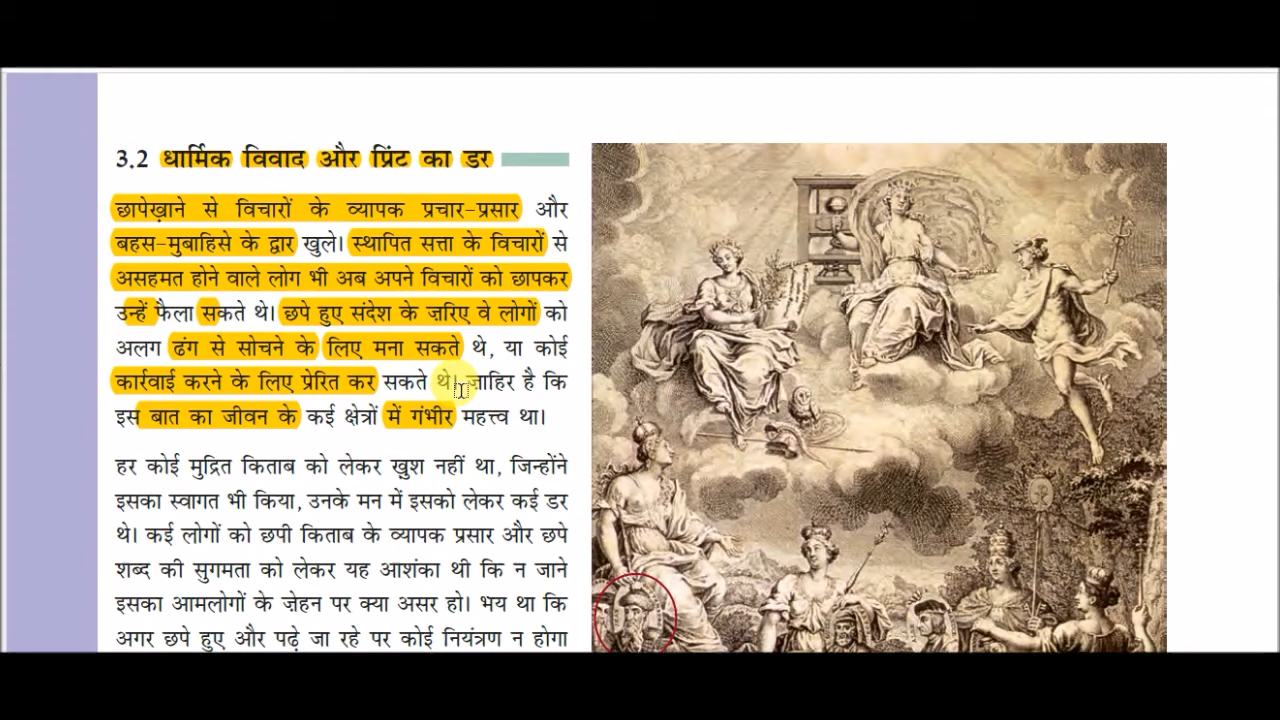 3.2 धार्मिक विवाद और प्रिंट का डर
छापेख़ाने से विचारों के व्यापक प्रचार-प्रसार और
बहस-मुबाहिसे के द्वार खुले। स्थापित सत्ता के विचारों से
असहमत होने वाले लोग भी अब अपने विचारों को छापकर
उन्हें फैला सकते थे। छपे हुए संदेश के जरिए वे लोगों को
अलग ढंग से सोचने के लिए मना सकते थे, या कोई
कार्रवाई करने के लिए प्रेरित कर सकते थे। ज़ाहिर है कि
इस बात का जीवन के कई क्षेत्रों में गंभीर महत्त्व था।
हर कोई मुद्रित किताब को लेकर ख़ुश नहीं था, जिन्होंने
इसका स्वागत भी किया, उनके मन में इसको लेकर कई डर
थे। कई लोगों को छपी किताब के व्यापक प्रसार और छपे
शब्द की सुगमता को लेकर यह आशंका थी कि न जाने
इसका आमलोगों के ज़ेहन पर क्या असर हो। भय था कि
अगर छपे हुए और पढ़े जा रहे पर कोई नियंत्रण न होगा